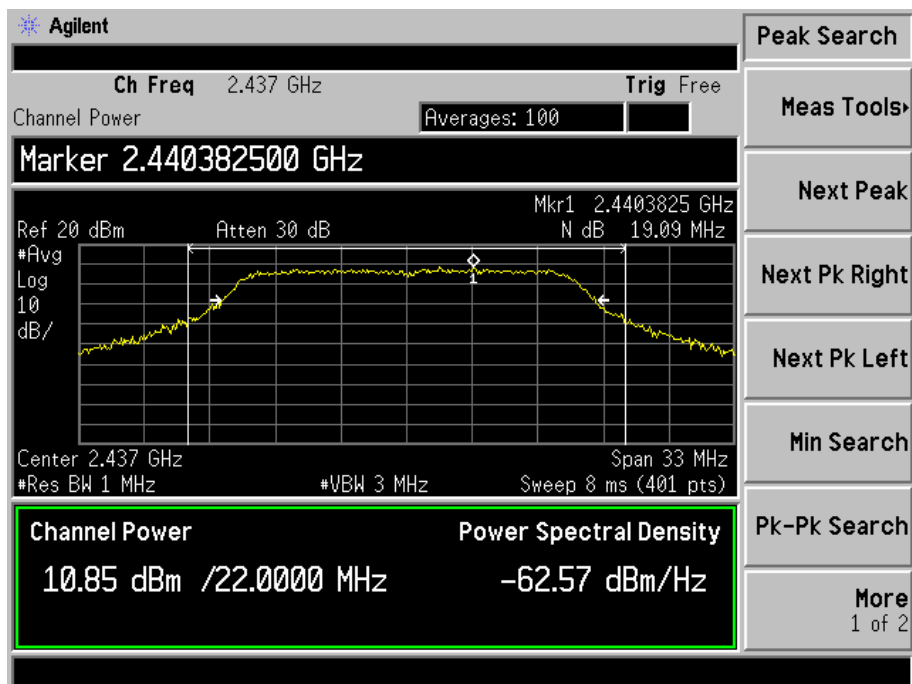 Agilent
Peak Search
Ch Freq 2.437 GHz Trig Free
Channel Power Averages: 100
Meas Tools▸
Marker 2.440382500 GHz
Next Peak
Mkr1 2.4403825 GHz
Ref 20 dBm Atten 30 dB N dB 19.09 MHz
#Avg
Log
10
dB/
1
Next Pk Right
Next Pk Left
Min Search
Center 2.437 GHz Span 33 MHz
#Res BW 1 MHz #VBW 3 MHz Sweep 8 ms (401 pts)
Channel Power Power Spectral Density
10.85 dBm /22.0000 MHz -62.57 dBm/Hz
Pk-Pk Search
More
1 of 2